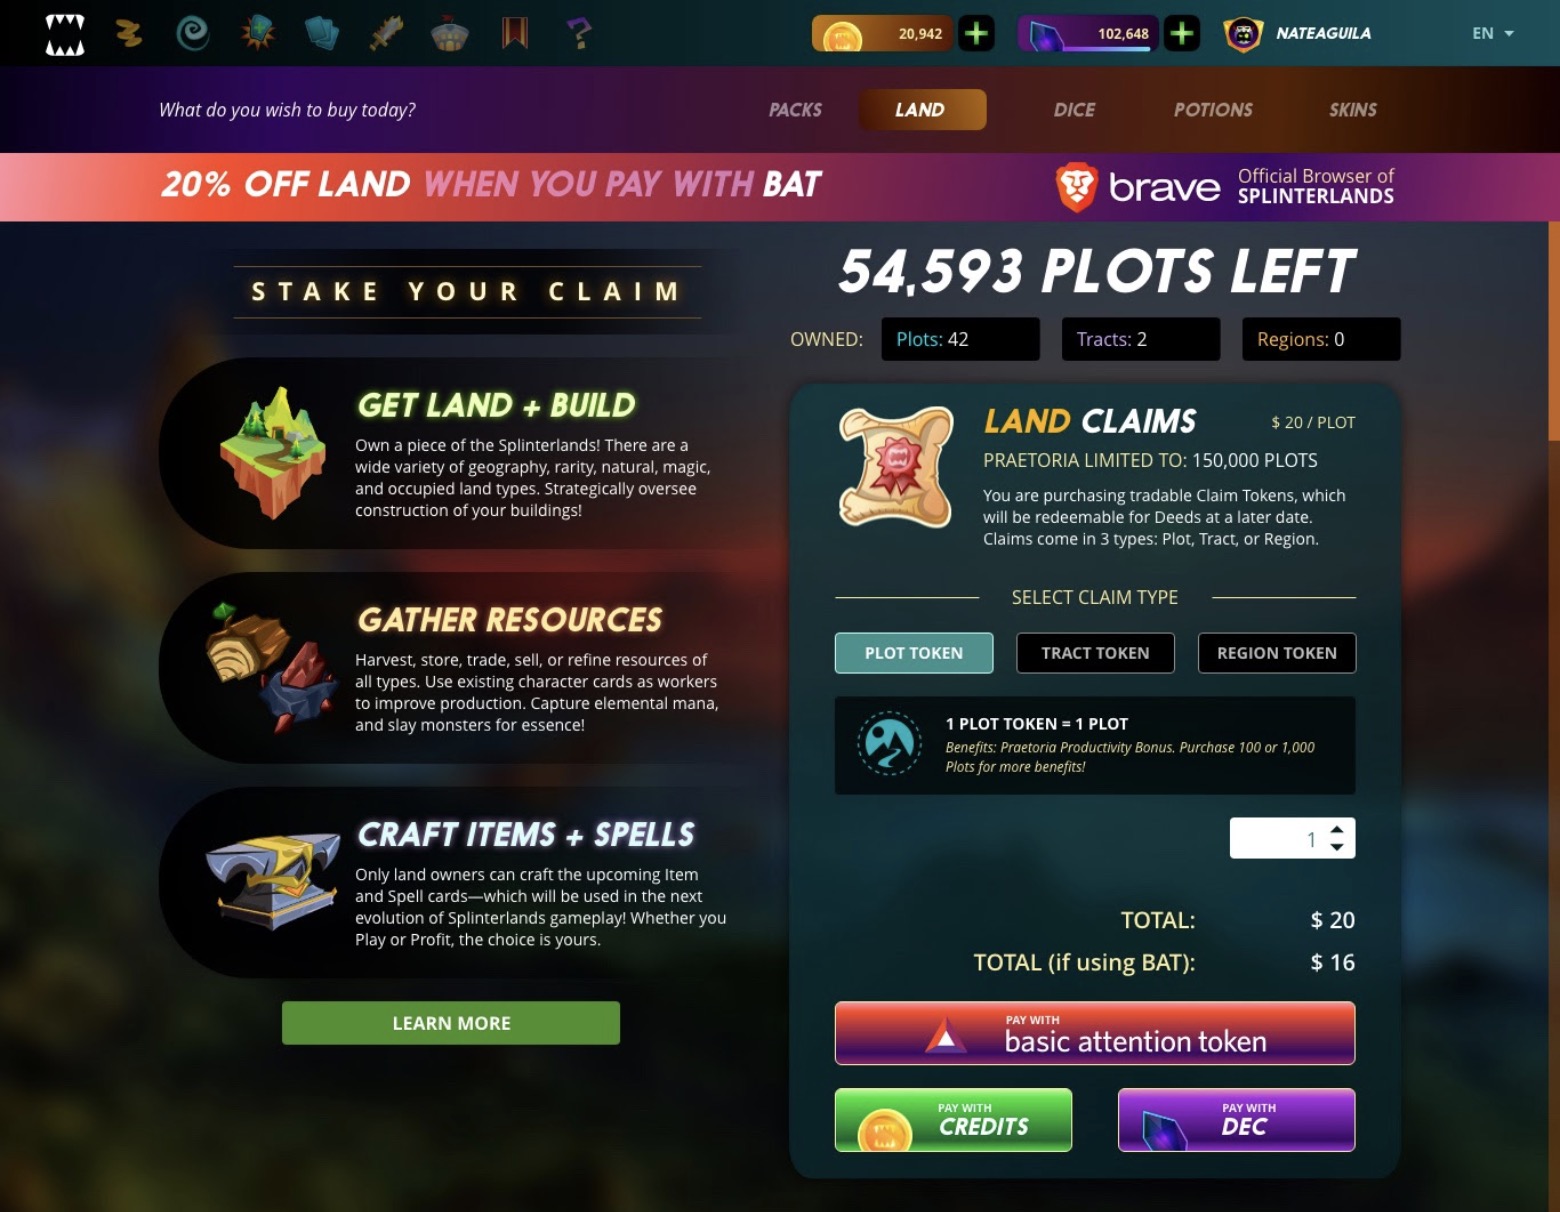 20,942
102,648
NATEAGUILA
EN
What do you wish to buy today?
PACKS
LAND
DICE
POTIONS
SKINS
20% OFF LAND WHEN YOU PAY WITH BAT
brave
Official Browser of
SPLINTERLANDS
STAKE YOUR CLAIM
GET LAND + BUILD
Own a piece of the Splinterlands! There are a
wide variety of geography, rarity, natural, magic,
and occupied land types. Strategically oversee
construction of your buildings!
GATHER RESOURCES
Harvest, store, trade, sell, or refine resources of
all types. Use existing character cards as workers
to improve production. Capture elemental mana,
and slay monsters for essence!
CRAFT ITEMS + SPELLS
Only land owners can craft the upcoming Item
and Spell cards—which will be used in the next
evolution of Splinterlands gameplay! Whether you
Play or Profit, the choice is yours.
LEARN MORE
54,593 PLOTS LEFT
OWNED:
Plots: 42
Tracts: 2
Regions: 0
LAND CLAIMS
$ 20 / PLOT
PRAETORIA LIMITED TO: 150,000 PLOTS
You are purchasing tradable Claim Tokens, which
will be redeemable for Deeds at a later date.
Claims come in 3 types: Plot, Tract, or Region.
SELECT CLAIM TYPE
PLOT TOKEN
TRACT TOKEN
REGION TOKEN
1 PLOT TOKEN = 1 PLOT
Benefits: Praetoria Productivity Bonus. Purchase 100 or 1,000
Plots for more benefits!
1
TOTAL: $ 20
TOTAL (if using BAT): $ 16
PAY WITH
basic attention token
PAY WITH
CREDITS
PAY WITH
DEC